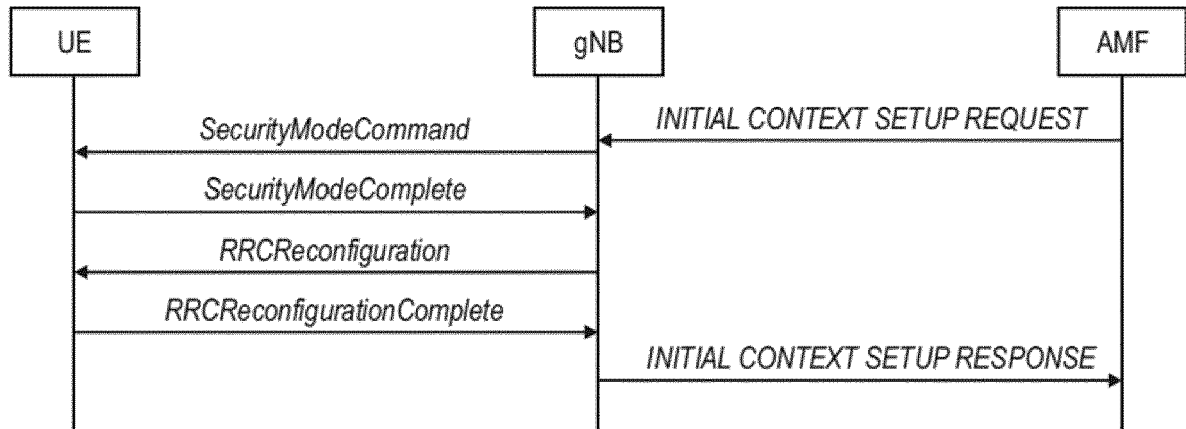 UE
gNB
AMF
INITIAL CONTEXT SETUP REQUEST
SecurityModeCommand
SecurityModeComplete
RRCReconfiguration
RRCReconfigurationComplete
INITIAL CONTEXT SETUP RESPONSE